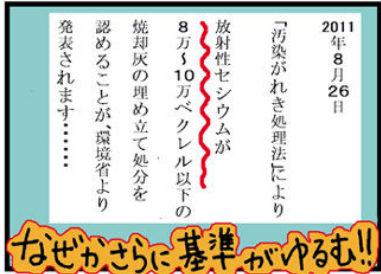 2011年8月26日
「汚染がれき処理法」により
放射性セシウムが
8万～10万ベクレル以下の
焼却灰の埋め立て処分を
認めることが、環境省より
発表されます……
なぜかさらに基準がゆるむ!!